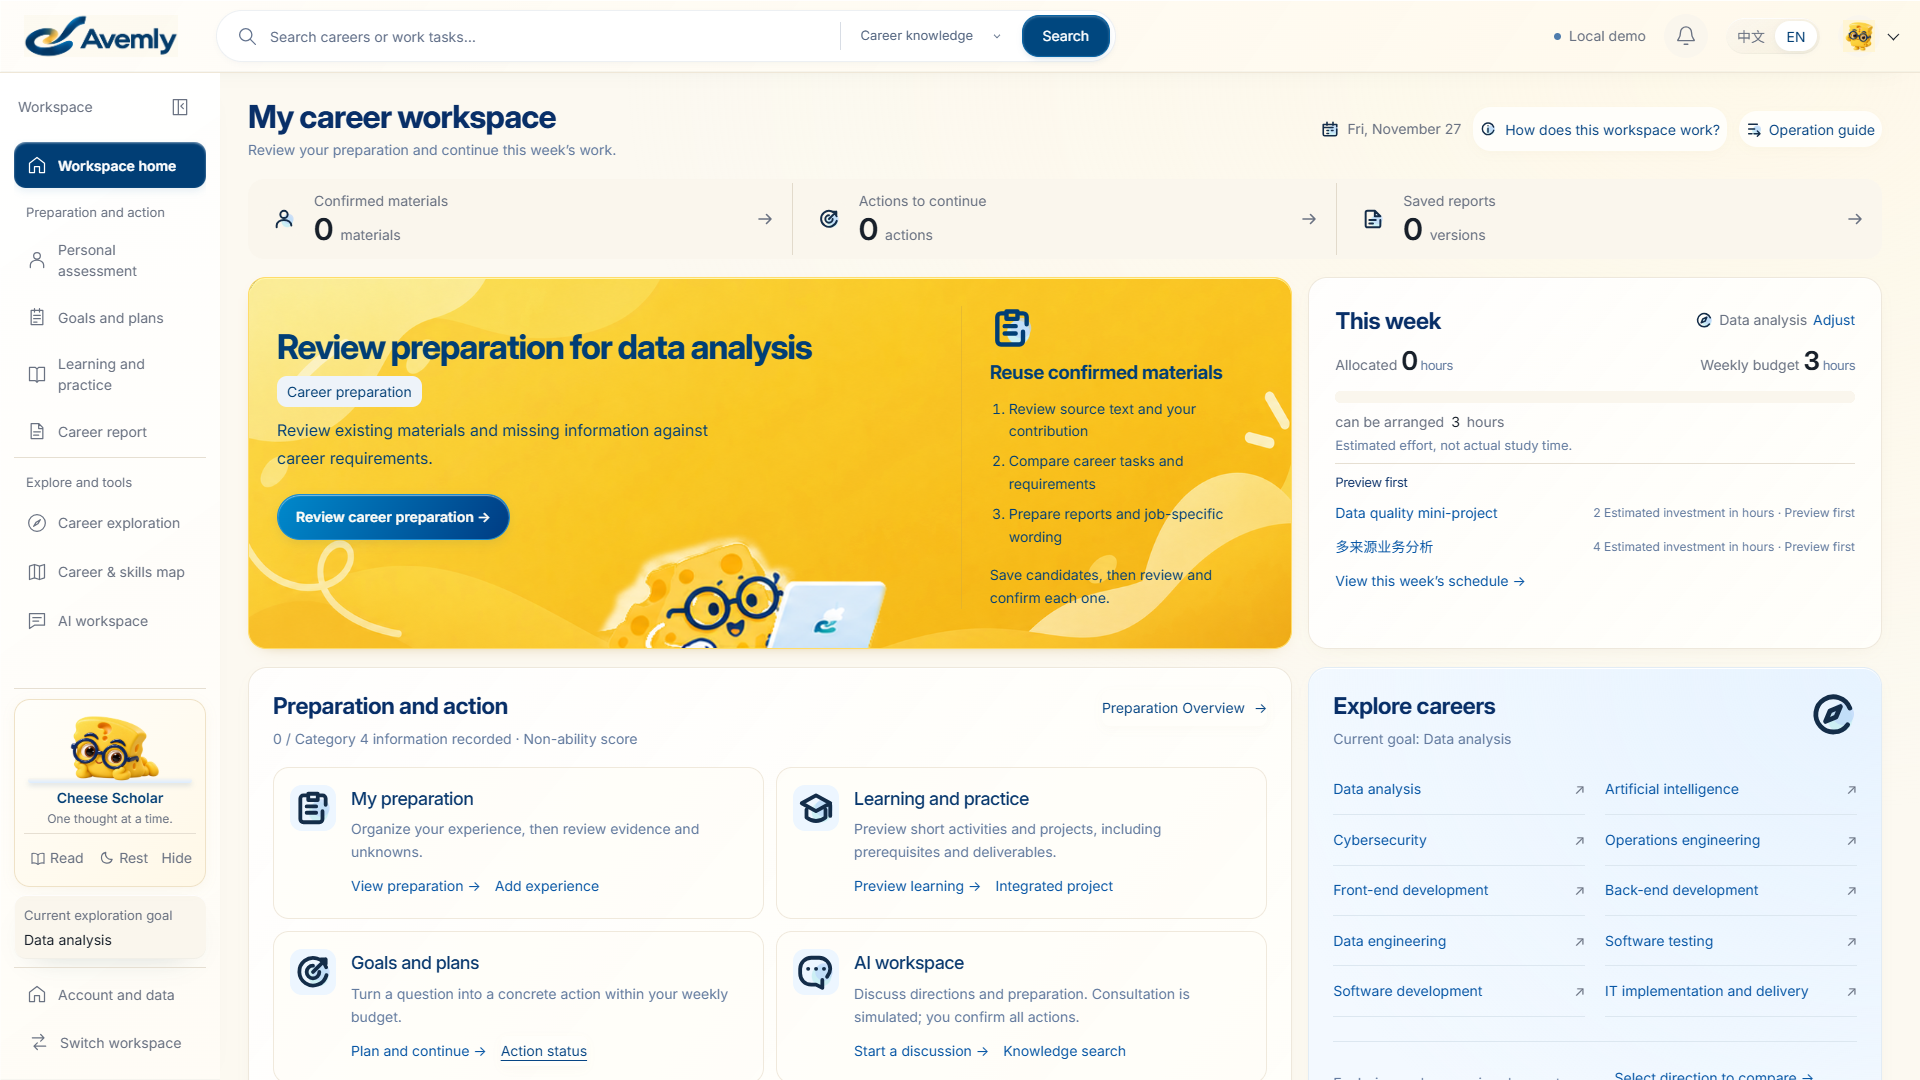 Avemly
Search careers or work tasks...
Career knowledge
Search
Local demo
中文
EN
Workspace
Workspace home
Preparation and action
Personal
assessment
Goals and plans
Learning and
practice
Career report
Explore and tools
Career exploration
Career & skills map
AI workspace
Cheese Scholar
One thought at a time.
Read
Rest
Hide
Current exploration goal
Data analysis
Account and data
Switch workspace
My career workspace
Review your preparation and continue this week’s work.
Fri, November 27
How does this workspace work?
Operation guide
Confirmed materials
0 materials
Actions to continue
0 actions
Saved reports
0 versions
Review preparation for data analysis
Career preparation
Review existing materials and missing information against
career requirements.
Review career preparation →
Reuse confirmed materials
1. Review source text and your
contribution
2. Compare career tasks and
requirements
3. Prepare reports and job-specific
wording
Save candidates, then review and
confirm each one.
This week
Data analysis Adjust
Allocated 0 hours
Weekly budget 3 hours
can be arranged 3 hours
Estimated effort, not actual study time.
Preview first
Data quality mini-project
2 Estimated investment in hours · Preview first
多来源业务分析
4 Estimated investment in hours · Preview first
View this week’s schedule →
Preparation and action
Preparation Overview →
0 / Category 4 information recorded · Non-ability score
My preparation
Organize your experience, then review evidence and
unknowns.
View preparation → Add experience
Learning and practice
Preview short activities and projects, including
prerequisites and deliverables.
Preview learning → Integrated project
Goals and plans
Turn a question into a concrete action within your weekly
budget.
Plan and continue → Action status
AI workspace
Discuss directions and preparation. Consultation is
simulated; you confirm all actions.
Start a discussion → Knowledge search
Explore careers
Current goal: Data analysis
Data analysis
Artificial intelligence
Cybersecurity
Operations engineering
Front-end development
Back-end development
Data engineering
Software testing
Software development
IT implementation and delivery
Select direction to compare →